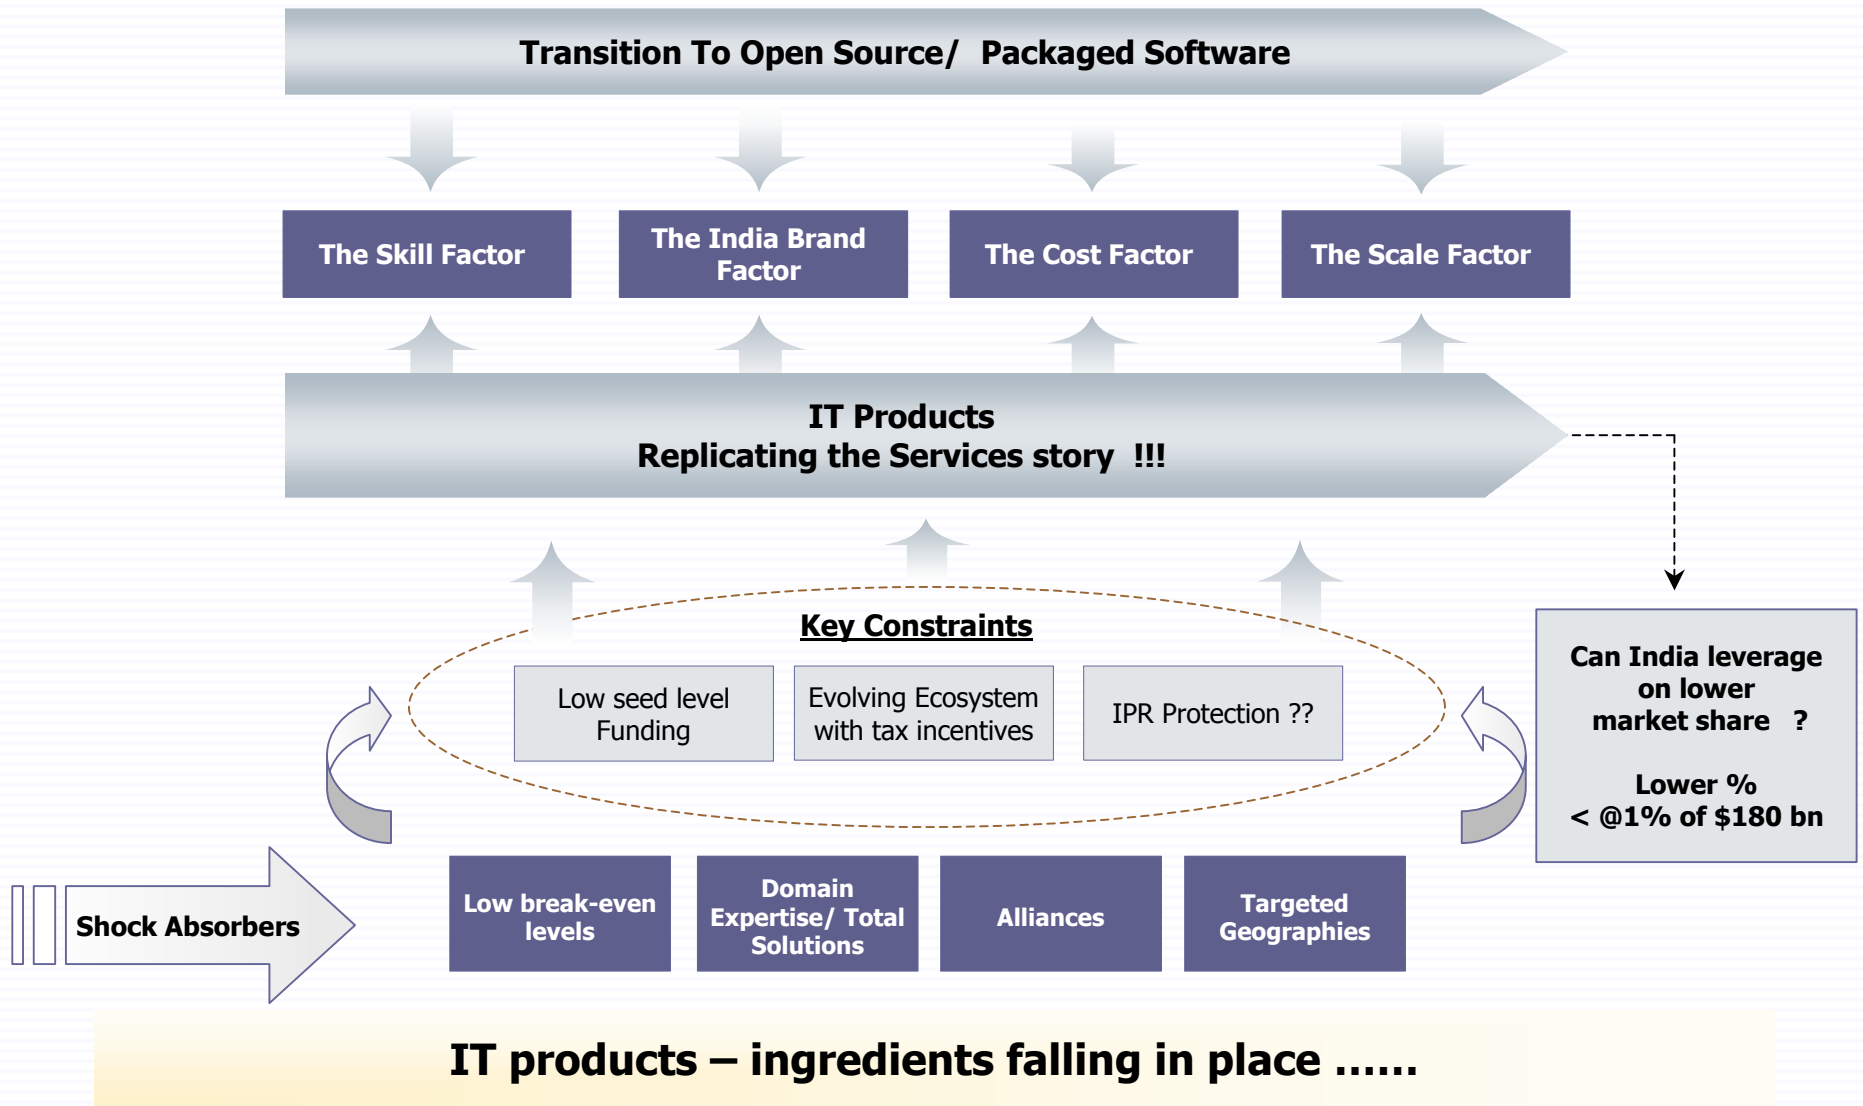 Transition To Open Source/ Packaged Software
The Skill Factor
The India Brand
Factor
The Cost Factor
The Scale Factor
IT Products
Replicating the Services story !!!
Key Constraints
Low seed level
Funding
Evolving Ecosystem
with tax incentives
IPR Protection ??
Can India leverage
on lower
market share ?
Lower %
< @1% of $180 bn
Shock Absorbers
Low break-even
levels
Domain
Expertise/ Total
Solutions
Alliances
Targeted
Geographies
IT products – ingredients falling in place ......